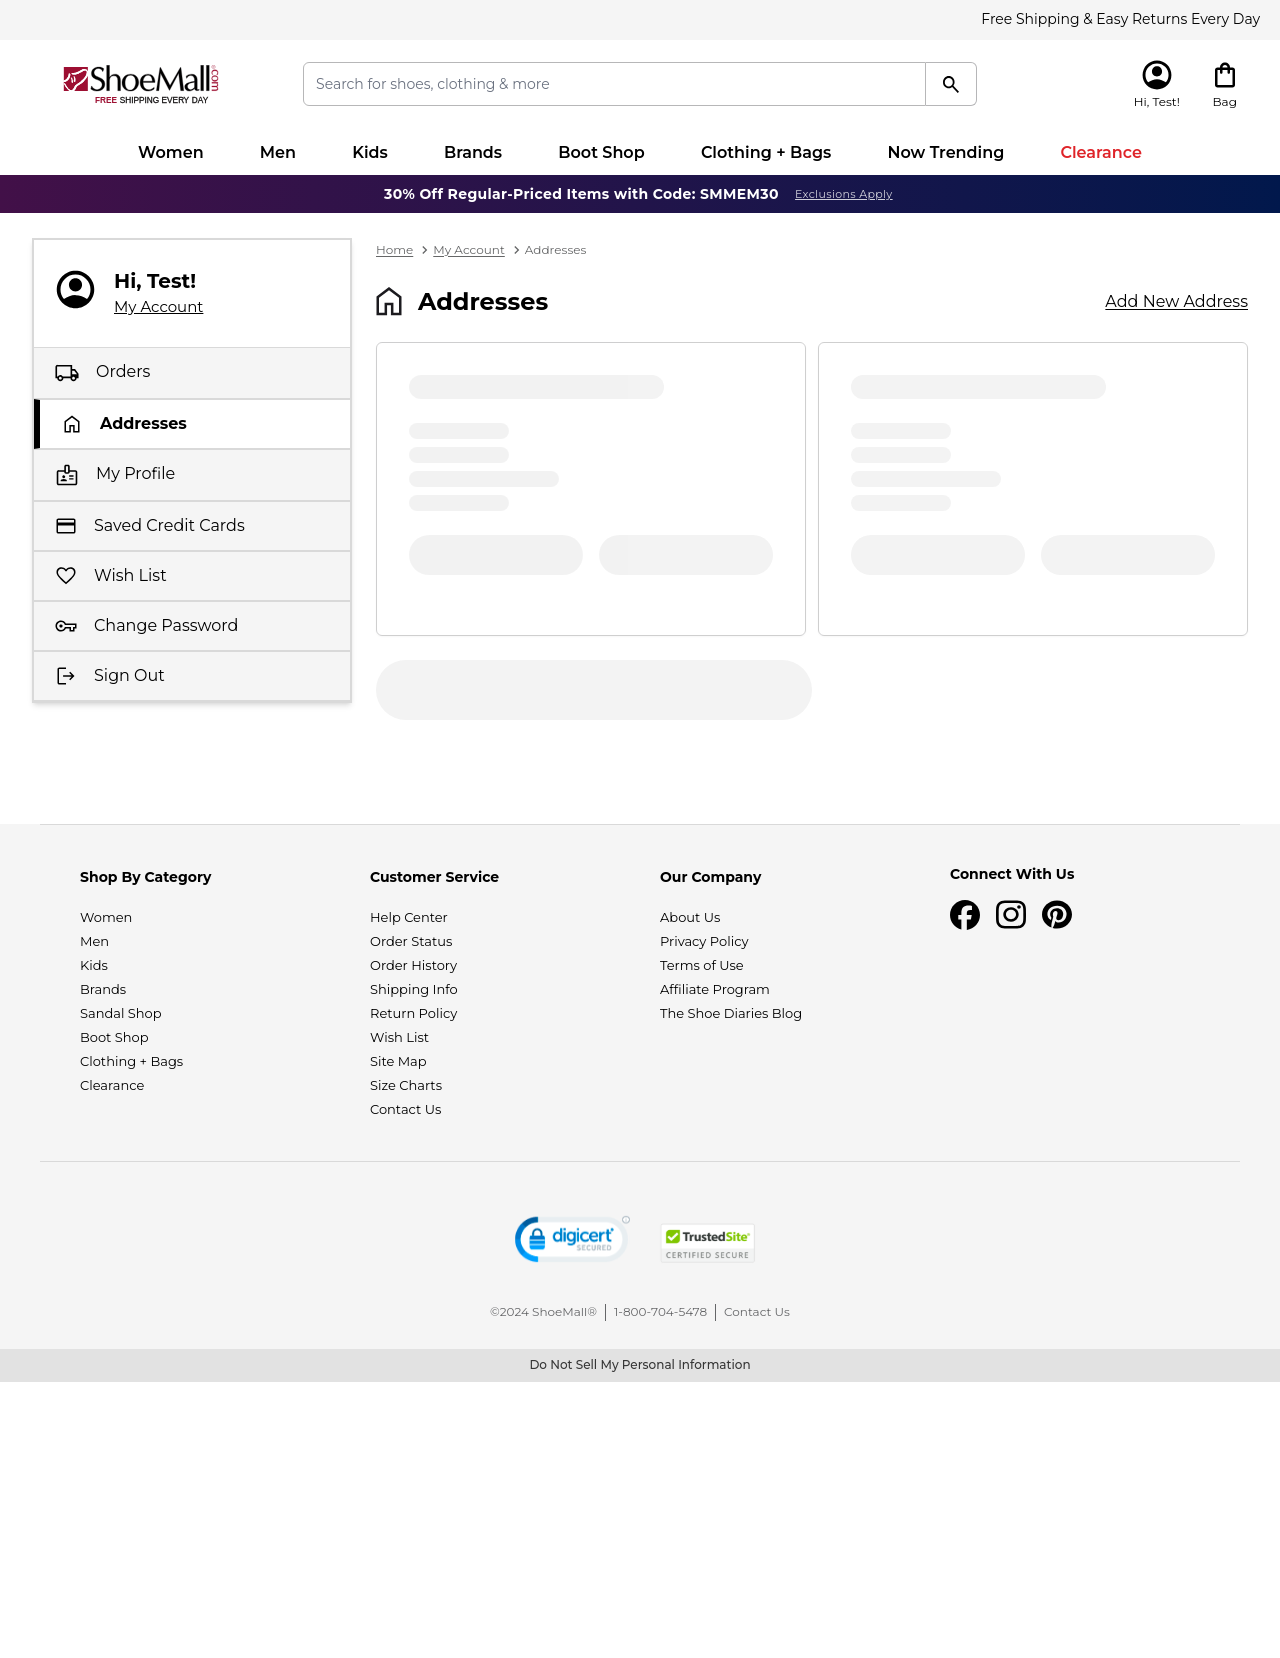 Free Shipping & Easy Returns Every Day
ShoeMall.com
FREE SHIPPING EVERY DAY
Search for shoes, clothing & more
Hi, Test!
Bag
Women Men Kids Brands Boot Shop Clothing + Bags Now Trending Clearance
30% Off Regular-Priced Items with Code: SMMEM30 Exclusions Apply
Hi, Test!
My Account
Orders
Addresses
My Profile
Saved Credit Cards
Wish List
Change Password
Sign Out
Home > My Account > Addresses
Addresses
Add New Address
Shop By Category
Women
Men
Kids
Brands
Sandal Shop
Boot Shop
Clothing + Bags
Clearance
Customer Service
Help Center
Order Status
Order History
Shipping Info
Return Policy
Wish List
Site Map
Size Charts
Contact Us
Our Company
About Us
Privacy Policy
Terms of Use
Affiliate Program
The Shoe Diaries Blog
Connect With Us
digicert
SECURED
TrustedSite
CERTIFIED SECURE
©2024 ShoeMall® | 1-800-704-5478 | Contact Us
Do Not Sell My Personal Information